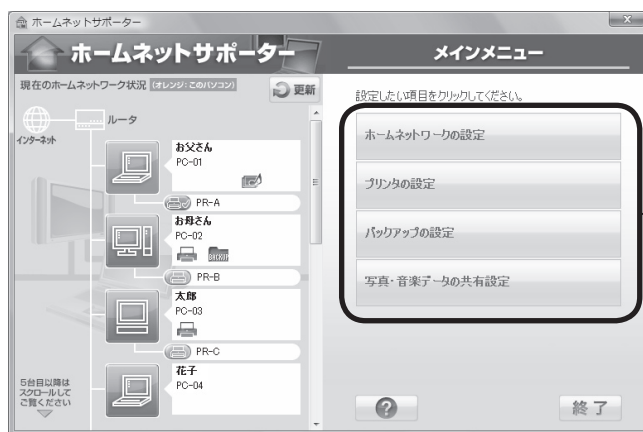 ホームネットサポーター
ホームネットサポーター
メインメニュー
現在のホームネットワーク状況 (オレンジ:このパソコン)
更新
設定したい項目をクリックしてください。
インターネット
ルータ
お父さん
PC-01
PR-A
お母さん
PC-02
BACKUP
PR-B
太郎
PC-03
PR-C
花子
PC-04
5台目以降は
スクロールして
ご覧ください
ホームネットワークの設定
プリンタの設定
バックアップの設定
写真・音楽データの共有設定
?
終了